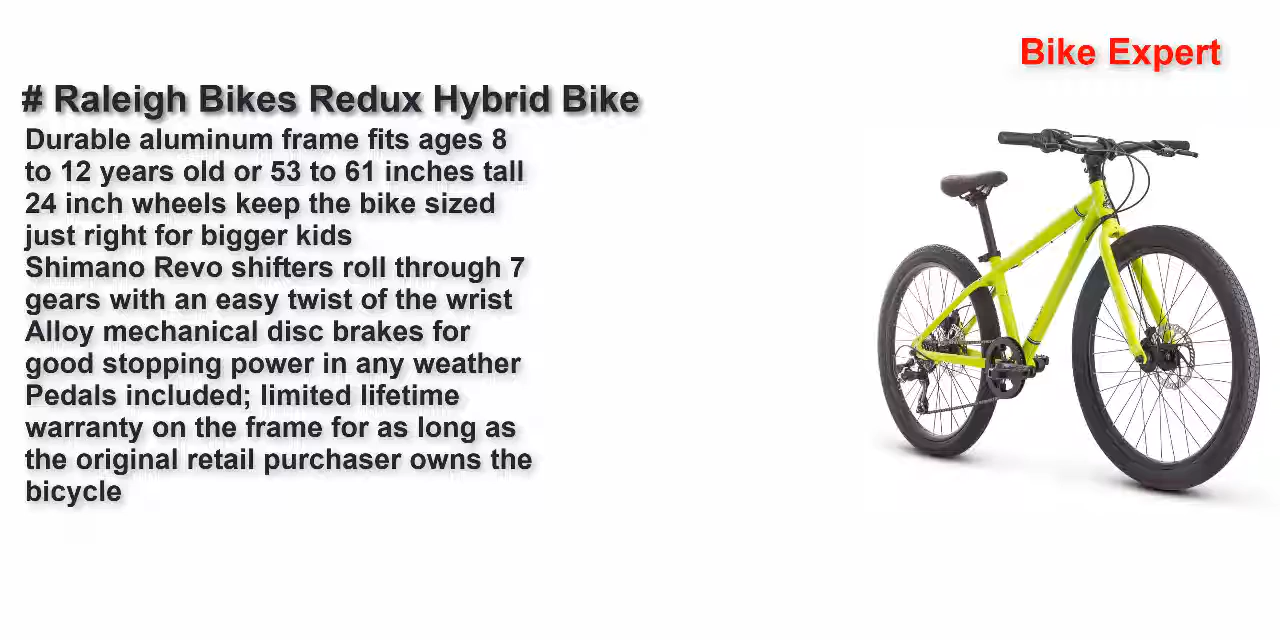 Bike Expert
# Raleigh Bikes Redux Hybrid Bike
Durable aluminum frame fits ages 8
to 12 years old or 53 to 61 inches tall
24 inch wheels keep the bike sized
just right for bigger kids
Shimano Revo shifters roll through 7
gears with an easy twist of the wrist
Alloy mechanical disc brakes for
good stopping power in any weather
Pedals included; limited lifetime
warranty on the frame for as long as
the original retail purchaser owns the
bicycle